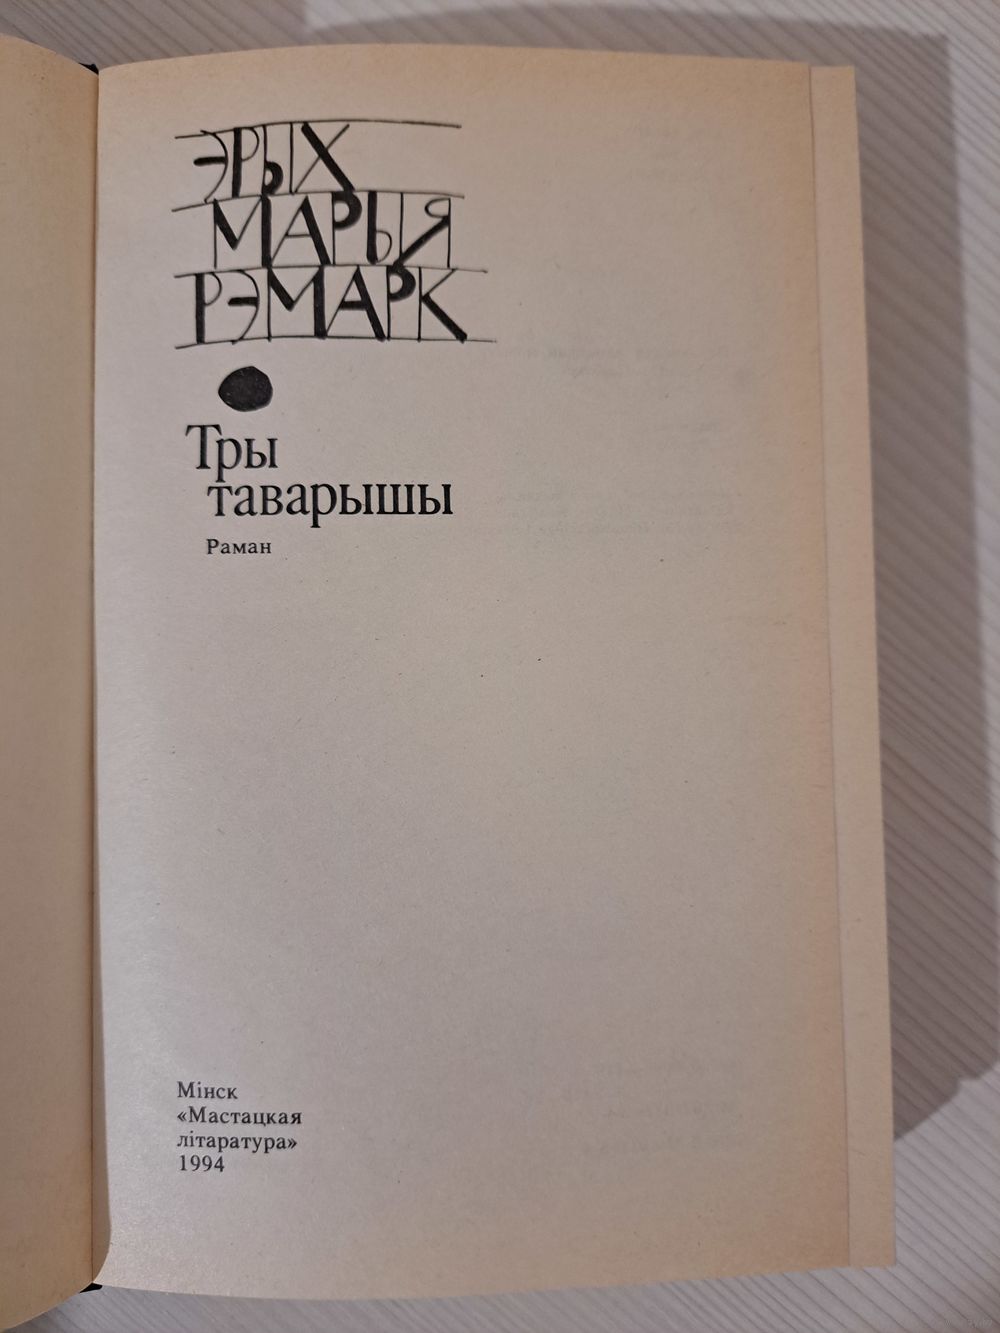 ЭРЫХ
МАРЫЯ
РЭМАРК
Тры
таварышы
Раман
Мінск
«Мастацкая
літаратура»
1994